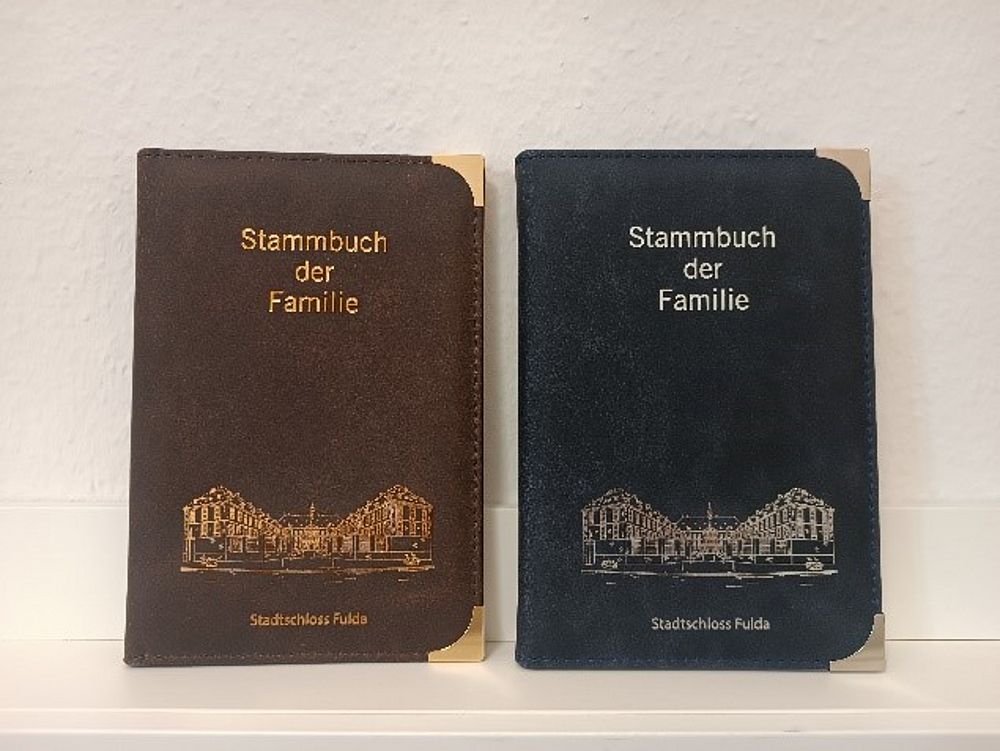 Stammbuch
der
Familie
Stadtschloss Fulda
Stammbuch
der
Familie
Stadtschloss Fulda